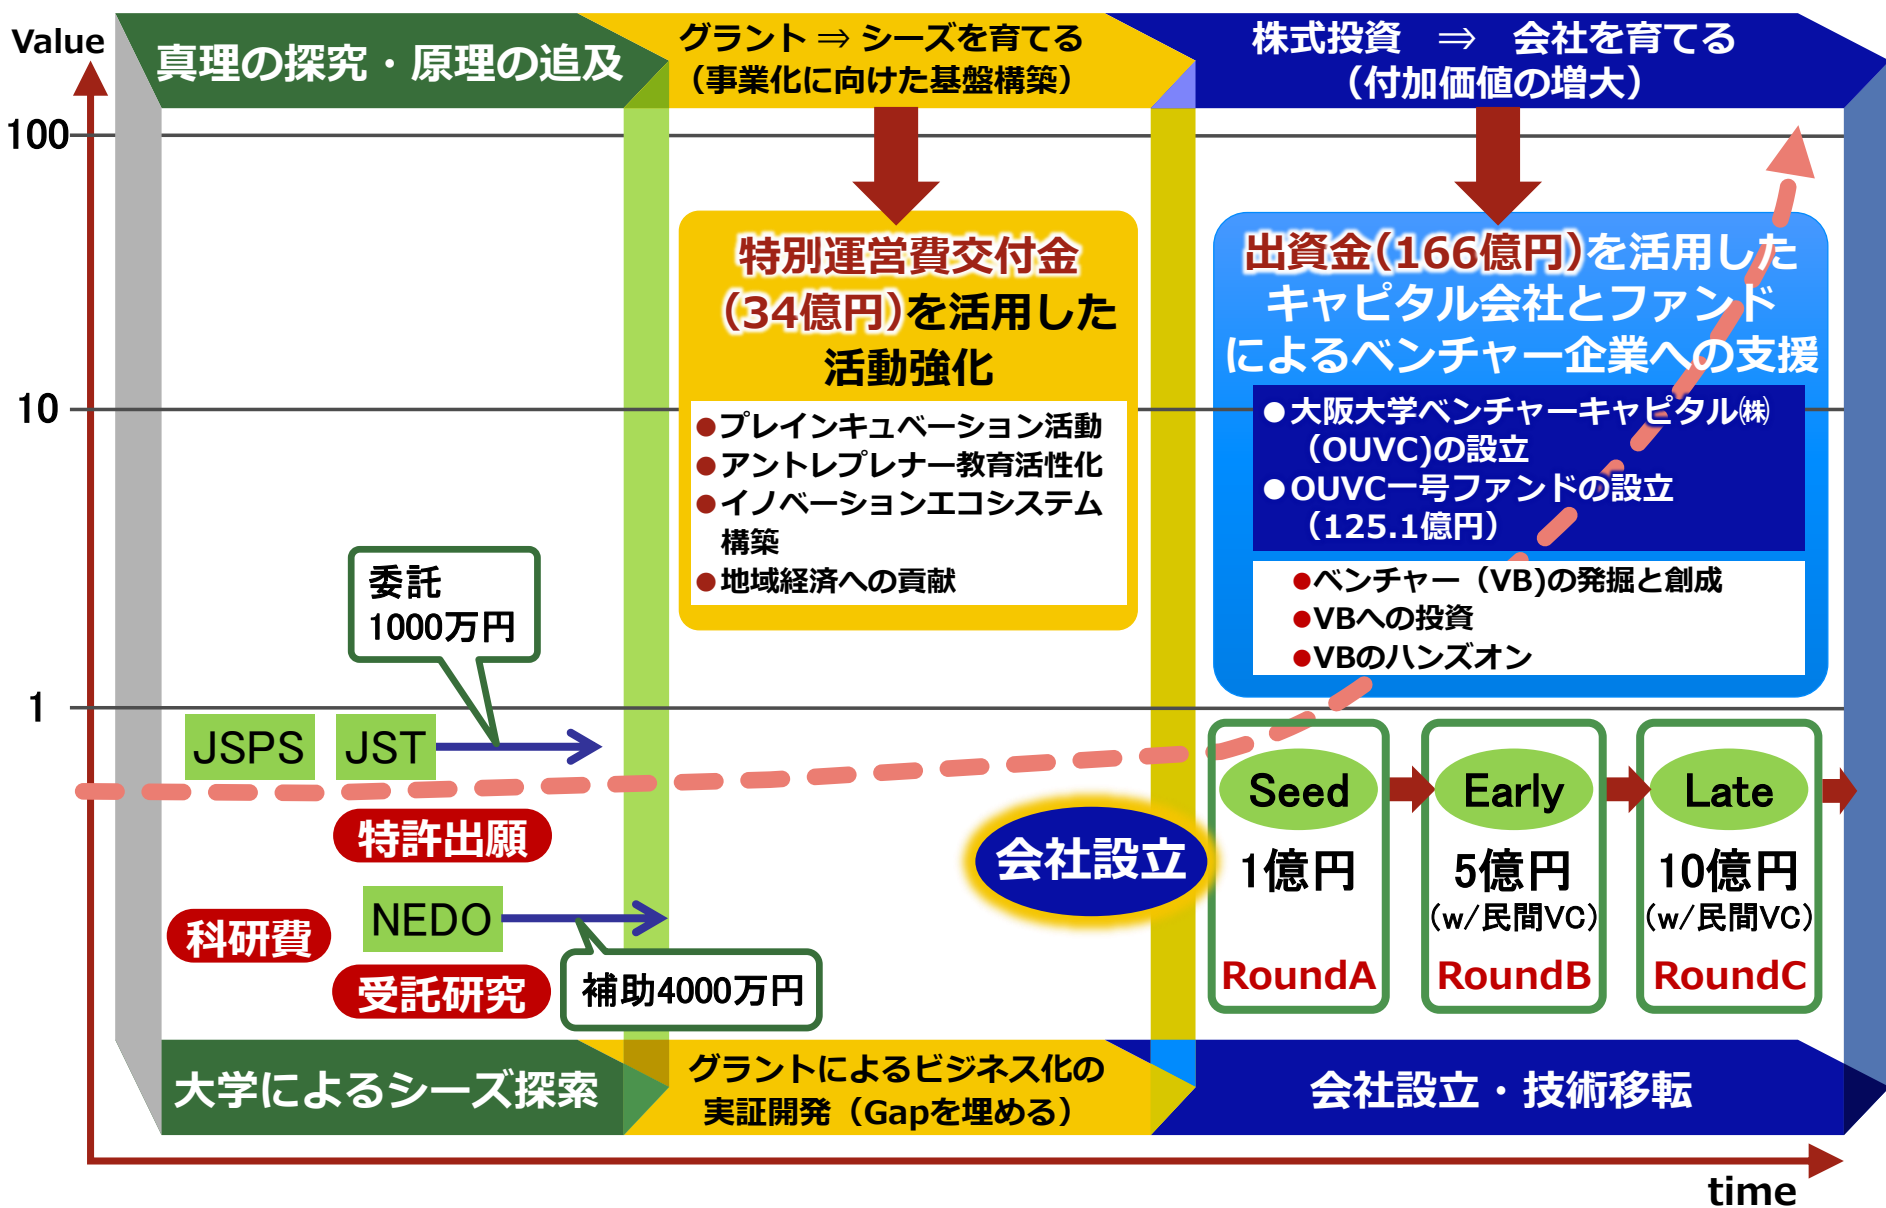 Value
真理の探究・原理の追及
グラント ⇒ シーズを育てる
（事業化に向けた基盤構築）
株式投資　⇒　会社を育てる
（付加価値の増大）
100
10
1
特別運営費交付金
（34億円）を活用した
活動強化
●プレインキュベーション活動
●アントレプレナー教育活性化
●イノベーションエコシステム
構築
●地域経済への貢献
出資金（166億円）を活用した
キャピタル会社とファンド
によるベンチャー企業への支援
●大阪大学ベンチャーキャピタル㈱
（OUVC)の設立
●OUVC一号ファンドの設立
（125.1億円）
●ベンチャー（VB)の発掘と創成
●VBへの投資
●VBのハンズオン
委託
1000万円
JSPS
JST
特許出願
科研費
NEDO
受託研究
補助4000万円
会社設立
Seed
1億円
RoundA
Early
5億円
(w/民間VC)
RoundB
Late
10億円
(w/民間VC)
RoundC
大学によるシーズ探索
グラントによるビジネス化の
実証開発（Gapを埋める）
会社設立・技術移転
time